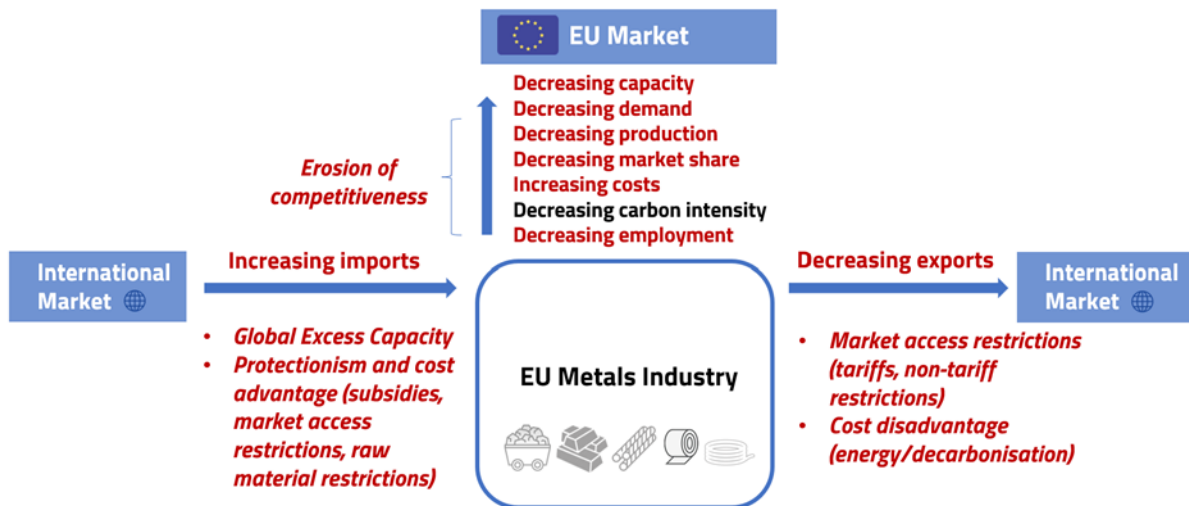 EU Market
Decreasing capacity
Decreasing demand
Decreasing production
Decreasing market share
Increasing costs
Decreasing carbon intensity
Decreasing employment
Erosion of
competitiveness
International
Market
Increasing imports
• Global Excess Capacity
• Protectionism and cost
advantage (subsidies,
market access
restrictions, raw
material restrictions)
EU Metals Industry
Decreasing exports
International
Market
• Market access restrictions
(tariffs, non-tariff
restrictions)
• Cost disadvantage
(energy/decarbonisation)